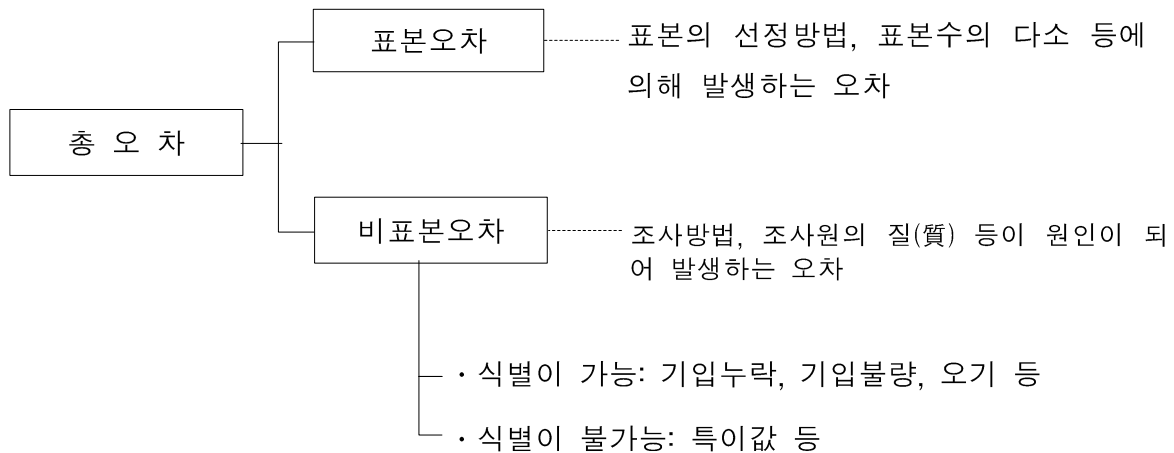 표본오차
표본의 선정방법, 표본수의 다소 등에
의해 발생하는 오차
총 오 차
비표본오차
조사방법, 조사원의 질(質) 등이 원인이 되
어 발생하는 오차
· 식별이 가능: 기입누락, 기입불량, 오기 등
· 식별이 불가능: 특이값 등